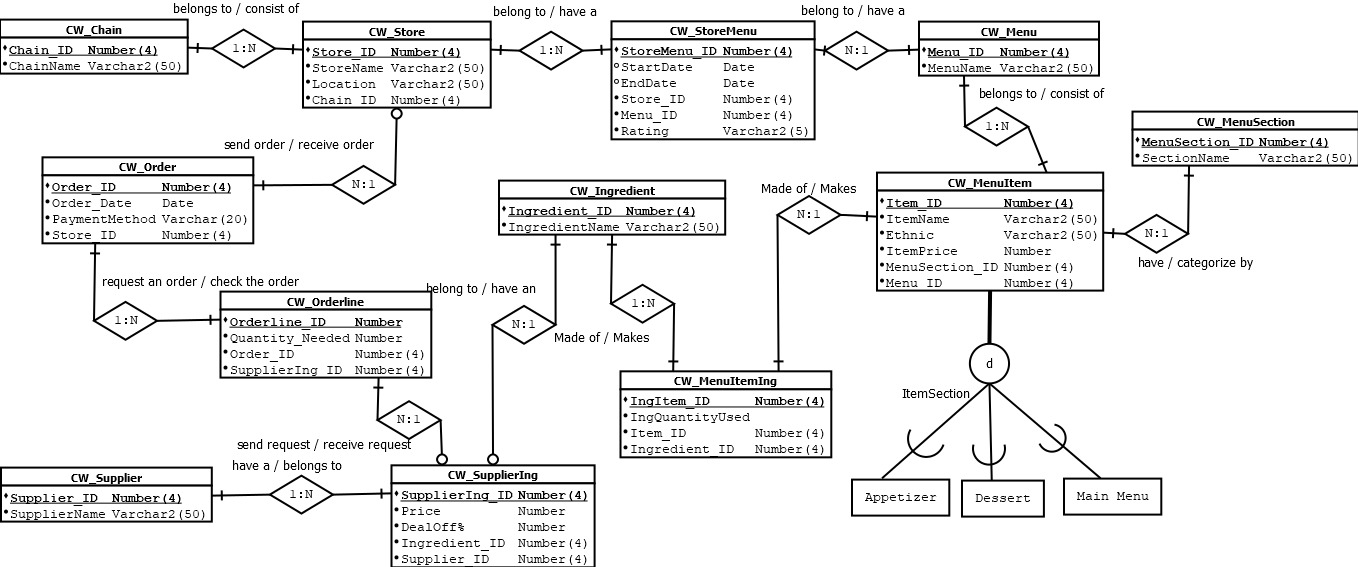 belongs to / consist of
CW_Chain
Chain_ID Number(4)
ChainName Varchar2(50)
1:N
CW_Store
Store_ID Number(4)
StoreName Varchar2(50)
Location Varchar2(50)
Chain_ID Number(4)
belong to / have a
1:N
CW_StoreMenu
StoreMenu_ID Number(4)
StartDate Date
EndDate Date
Store_ID Number(4)
Menu_ID Number(4)
Rating Varchar2(5)
belong to / have a
N:1
CW_Menu
Menu_ID Number(4)
MenuName Varchar2(50)
belongs to / consist of
1:N
CW_MenuSection
MenuSection_ID Number(4)
SectionName Varchar2(50)
send order / receive order
N:1
CW_Order
Order_ID Number(4)
Order_Date Date
PaymentMethod Varchar(20)
Store_ID Number(4)
CW_Ingredient
Ingredient_ID Number(4)
IngredientName Varchar2(50)
Made of / Makes
N:1
CW_MenuItem
Item_ID Number(4)
ItemName Varchar2(50)
Ethnic Varchar2(50)
ItemPrice Number
MenuSection_ID Number(4)
Menu_ID Number(4)
N:1
have / categorize by
request an order / check the order
1:N
CW_Orderline
Orderline_ID Number
Quantity_Needed Number
Order_ID Number(4)
SupplierIng_ID Number(4)
belong to / have an
N:1
1:N
Made of / Makes
CW_MenuItemIng
IngItem_ID Number(4)
IngQuantityUsed
Item_ID Number(4)
Ingredient_ID Number(4)
d
ItemSection
Appetizer
Dessert
Main Menu
N:1
send request / receive request
have a / belongs to
CW_Supplier
Supplier_ID Number(4)
SupplierName Varchar2(50)
1:N
CW_SupplierIng
SupplierIng_ID Number(4)
Price Number
DealOff% Number
Ingredient_ID Number(4)
Supplier_ID Number(4)